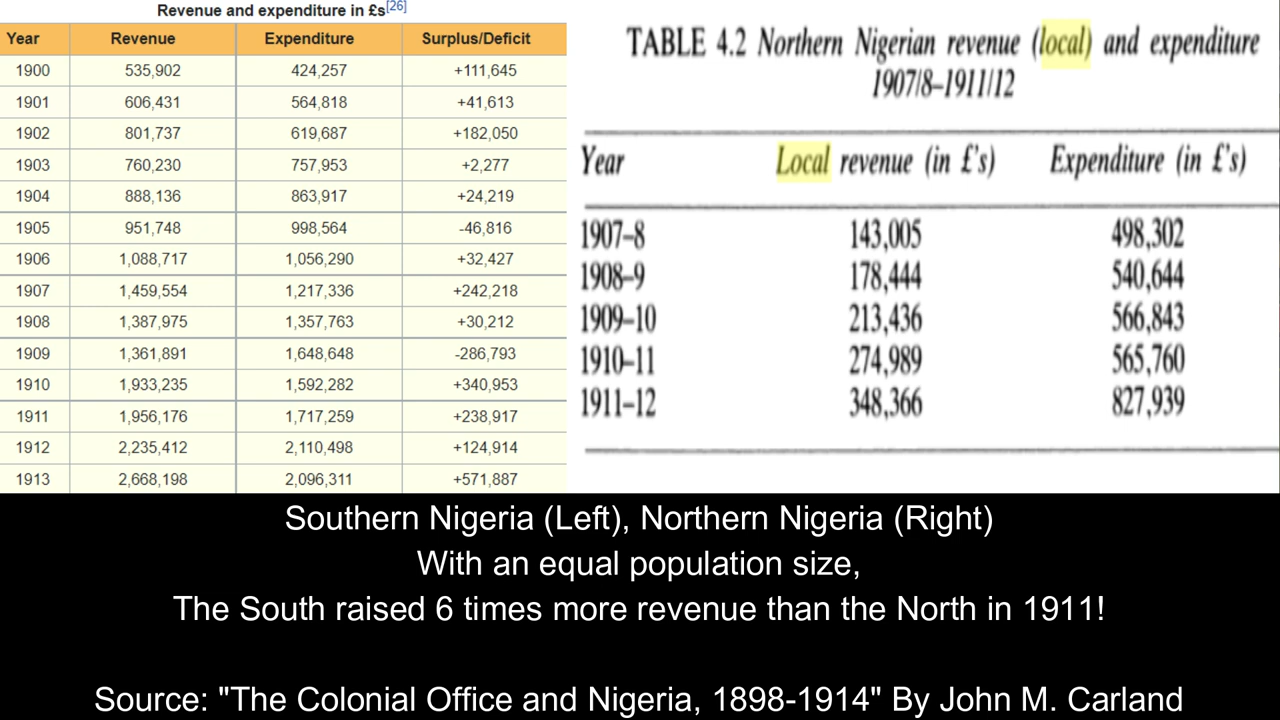 Revenue and expenditure in £s[26]
Year Revenue Expenditure Surplus/Deficit
1900 535,902 424,257 +111,645
1901 606,431 564,818 +41,613
1902 801,737 619,687 +182,050
1903 760,230 757,953 +2,277
1904 888,136 863,917 +24,219
1905 951,748 998,564 -46,816
1906 1,088,717 1,056,290 +32,427
1907 1,459,554 1,217,336 +242,218
1908 1,387,975 1,357,763 +30,212
1909 1,361,891 1,648,648 -286,793
1910 1,933,235 1,592,282 +340,953
1911 1,956,176 1,717,259 +238,917
1912 2,235,412 2,110,498 +124,914
1913 2,668,198 2,096,311 +571,887
TABLE 4.2 Northern Nigerian revenue (local) and expenditure
1907/8–1911/12
Year Local revenue (in £'s) Expenditure (in £'s)
1907–8 143,005 498,302
1908–9 178,444 540,644
1909–10 213,436 566,843
1910–11 274,989 565,760
1911–12 348,366 827,939
Southern Nigeria (Left), Northern Nigeria (Right)
With an equal population size,
The South raised 6 times more revenue than the North in 1911!
Source: "The Colonial Office and Nigeria, 1898-1914" By John M. Carland